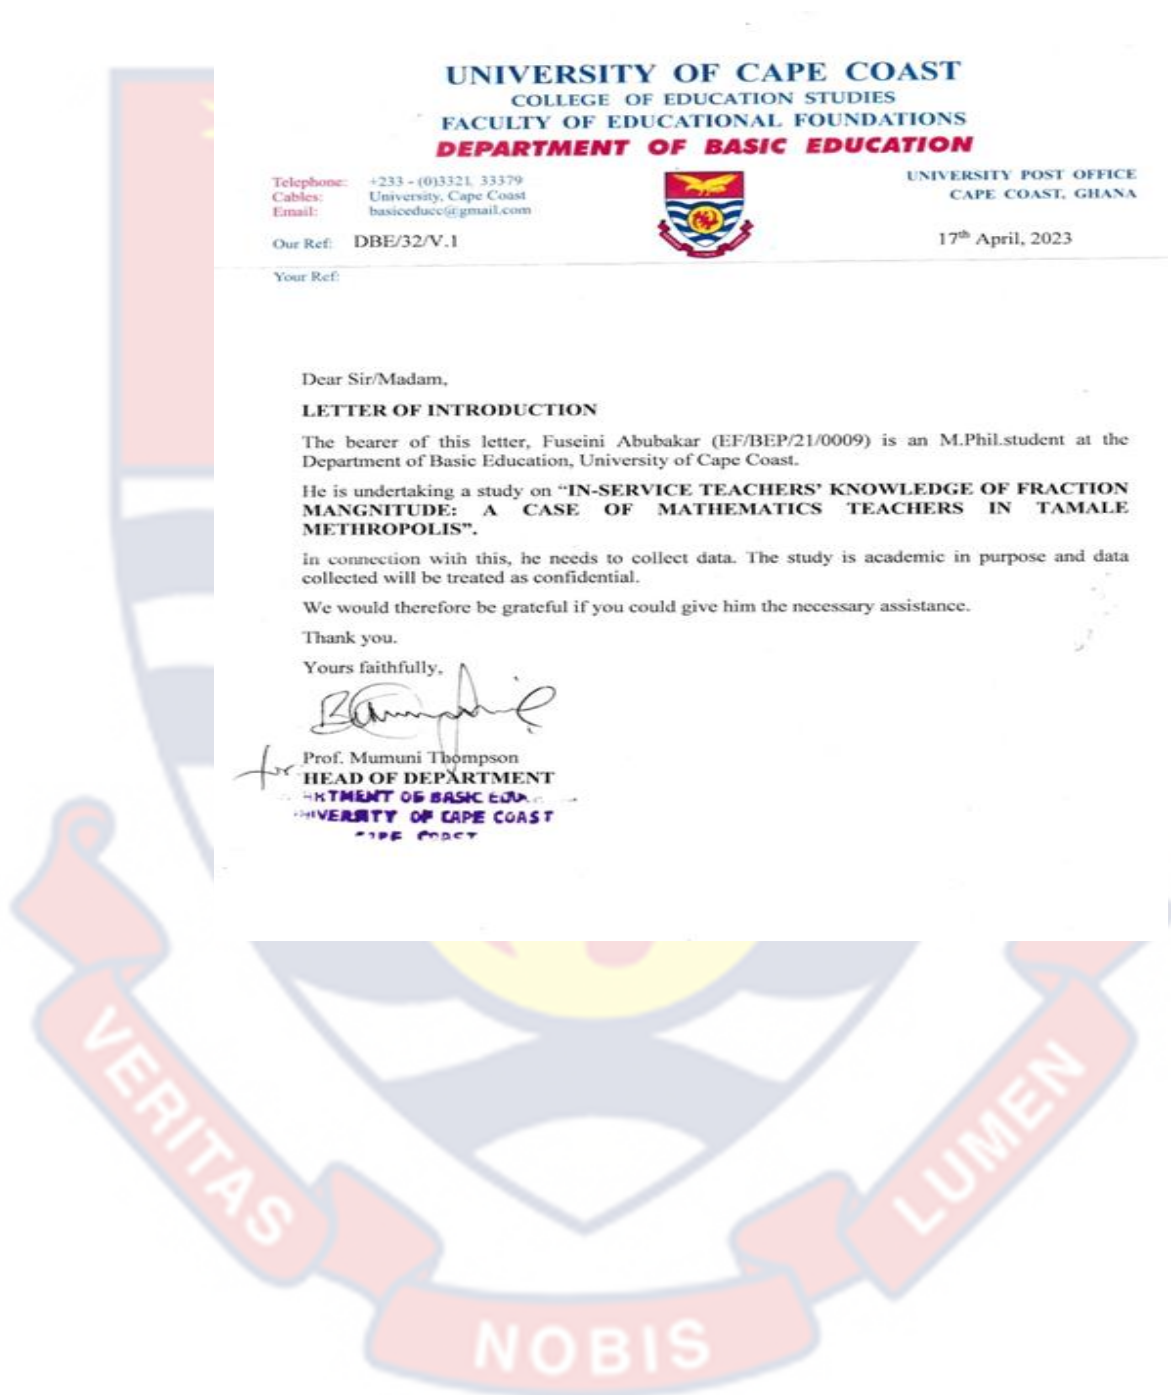 UNIVERSITY OF CAPE COAST
COLLEGE OF EDUCATION STUDIES
FACULTY OF EDUCATIONAL FOUNDATIONS
DEPARTMENT OF BASIC EDUCATION
Telephone: +233 - (0)3321, 33379
Cables: University, Cape Coast
Email: basiceducc@gmail.com
UNIVERSITY POST OFFICE
CAPE COAST, GHANA
Our Ref: DBE/32/V.1
17th April, 2023
Your Ref:
Dear Sir/Madam,
LETTER OF INTRODUCTION
The bearer of this letter, Fuseini Abubakar (EF/BEP/21/0009) is an M.Phil.student at the
Department of Basic Education, University of Cape Coast.
He is undertaking a study on “IN-SERVICE TEACHERS’ KNOWLEDGE OF FRACTION
MANGNITUDE: A CASE OF MATHEMATICS TEACHERS IN TAMALE
METHROPOLIS”.
In connection with this, he needs to collect data. The study is academic in purpose and data
collected will be treated as confidential.
We would therefore be grateful if you could give him the necessary assistance.
Thank you.
Yours faithfully,
for Prof. Mumuni Thompson
HEAD OF DEPARTMENT
OF BASIC
OF CAPE COAST
VERITAS
NOBIS
LUMEN